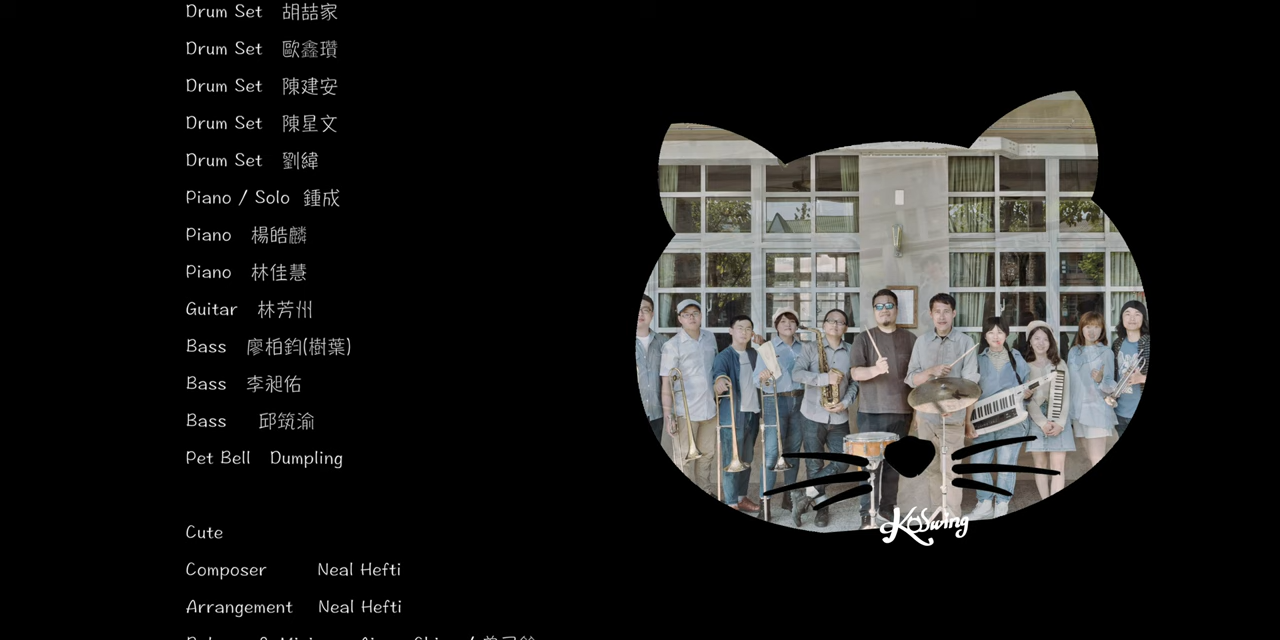 Drum Set 胡喆家
Drum Set 歐鑫瓚
Drum Set 陳建安
Drum Set 陳星文
Drum Set 劉緯
Piano / Solo 鍾成
Piano 楊皓麟
Piano 林佳慧
Guitar 林芳州
Bass 廖柏鈞(樹葉)
Bass 李昶佑
Bass 邱筑渝
Pet Bell Dumpling
Cute
Composer Neal Hefti
Arrangement Neal Hefti
KoSwing